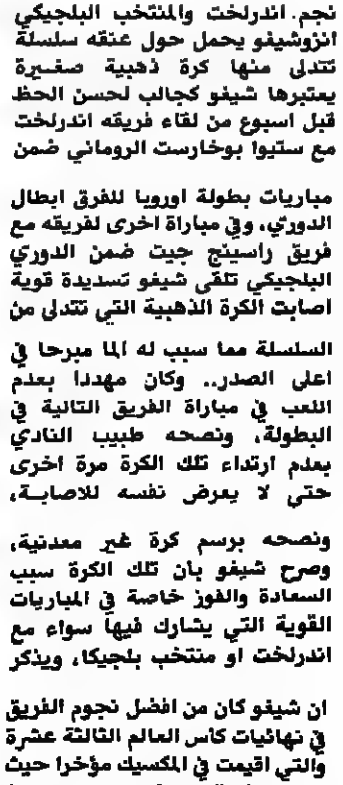 نجم. اندرلخت والمنتخب البلجيكي
انزوشيفو يحمل حول عنقه سلسلة
تتدلى منها كرة ذهبية صغيرة
يعتبرها شيفو كجالب لحسن الحظ
قبل اسبوع من لقاء فريقه اندرلخت
مع ستيوا بوخارست الروماني ضمن
مباريات بطولة اوروبا للفرق ابطال
الدوري، وفي مباراة اخرى لفريقه مع
فريق راسينج جيت ضمن الدوري
البلجيكي تلقى شيفو تسديدة قوية
اصابت الكرة الذهبية التي تتدلى من
السلسلة مما سبب له الما مبرحا في
اعلى الصدر.. وكان مهددا بعدم
اللعب في مباراة الفريق التالية في
البطولة، ونصحه طبيب النادي
بعدم ارتداء تلك الكرة مرة اخرى
حتى لا يعرض نفسه للاصابة،
ونصحه برسم كرة غير معدنية،
وصرح شيفو بان تلك الكرة سبب
السعادة والفوز خاصة في المباريات
القوية التي يشارك فيها سواء مع
اندرلخت او منتخب بلجيكا، ويذكر
ان شيفو كان من افضل نجوم الفريق
في نهائيات كاس العالم الثالثة عشرة
والتي اقيمت في المكسيك مؤخرا حيث